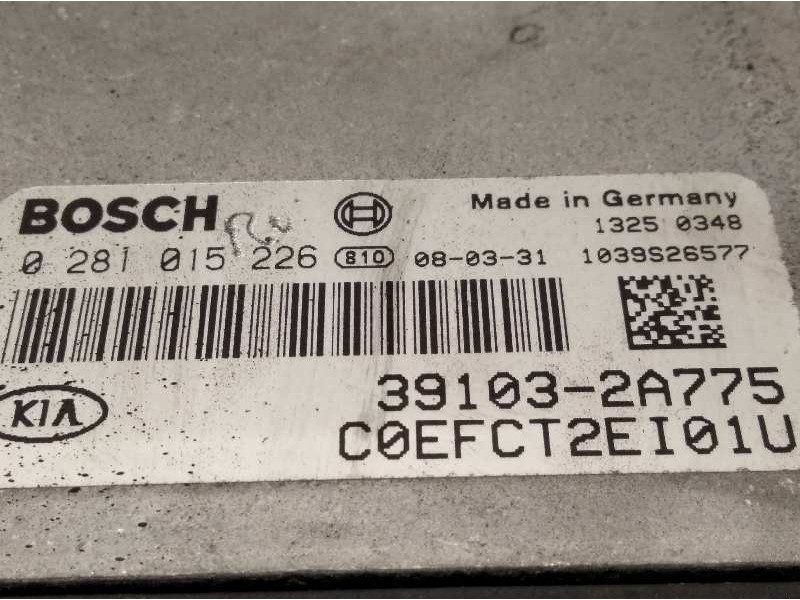 BOSCH
Made in Germany
1325 0348
0 281 015 226 810 08-03-31 1039S26577
39103-2A775
KIA
C0EFCT2EI01U